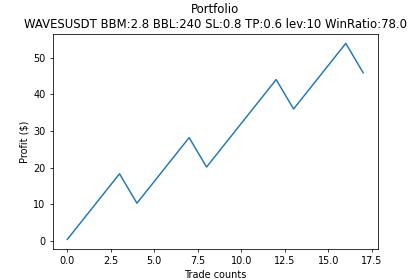 Portfolio
WAVESUSDT BBM:2.8 BBL:240 SL:0.8 TP:0.6 lev:10 WinRatio:78.0
50
40
30
20
10
0
Profit ($)
0.0 2.5 5.0 7.5 10.0 12.5 15.0 17.5
Trade counts